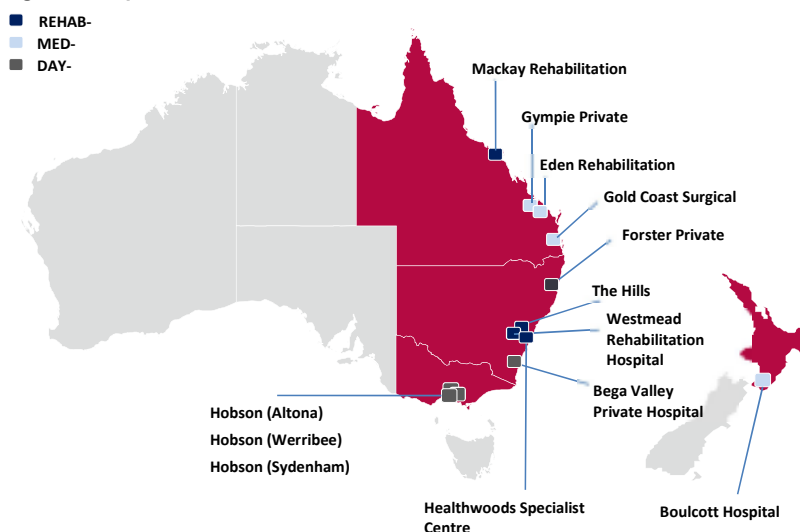 REHAB-
MED-
DAY-
Mackay Rehabilitation
Gympie Private
Eden Rehabilitation
Gold Coast Surgical
Forster Private
The Hills
Westmead
Rehabilitation
Hospital
Bega Valley
Private Hospital
Hobson (Altona)
Hobson (Werribee)
Hobson (Sydenham)
Healthwoods Specialist
Centre
Boulcott Hospital